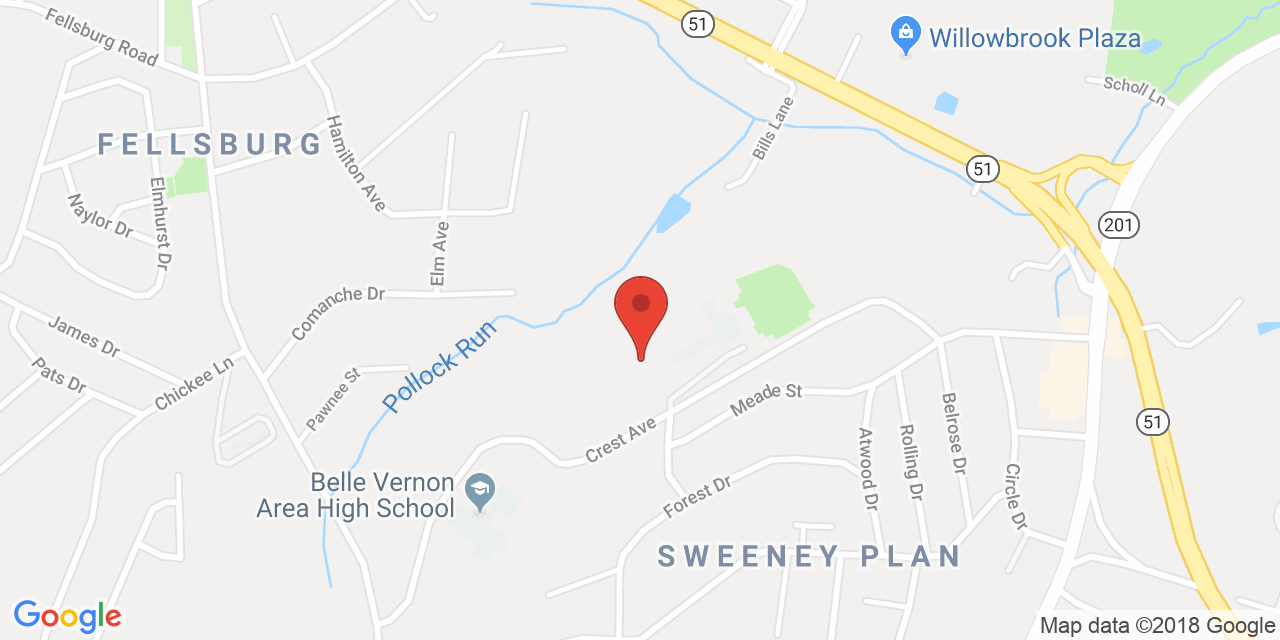 Fellsburg Road
51
Willowbrook Plaza
Scholl Ln
Bills Lane
FELLSBURG
Hamilton Ave
51
Elmhurst Dr
Naylor Dr
201
Elm Ave
Comanche Dr
James Dr
Pollock Run
Pats Dr
Chickee Ln
Pawnee St
Meade St
Crest Ave
Belrose Dr
51
Rolling Dr
Atwood Dr
Belle Vernon
Area High School
Forest Dr
Circle Dr
SWEENEY PLAN
Google
Map data ©2018 Google